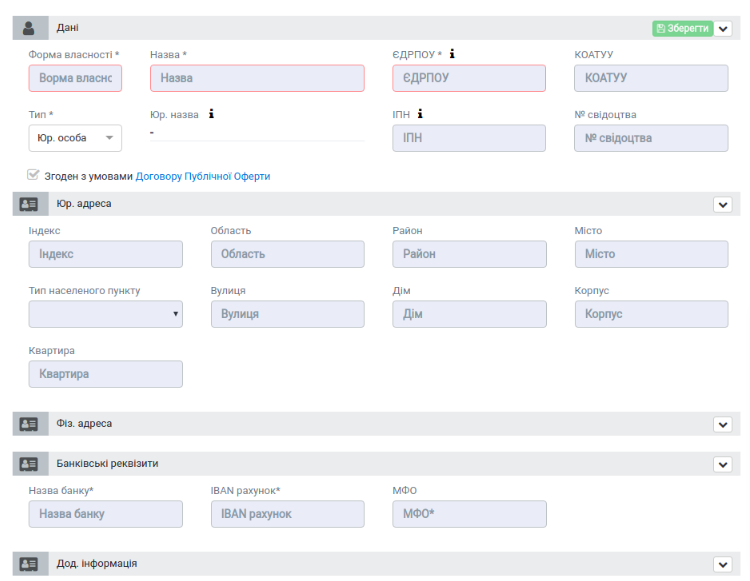 Дані
Зберегти
Форма власності * Назва * ЄДРПОУ * КОАТУУ
Ворма власнс Назва ЄДРПОУ КОАТУУ
Тип * Юр. назва ІПН № свідоцтва
Юр. особа - ІПН № свідоцтва
Згоден з умовами Договору Публічної Оферти
Юр. адреса
Індекс Область Район Місто
Індекс Область Район Місто
Тип населеного пункту Вулиця Дім Корпус
Вулиця Дім Корпус
Квартира
Квартира
Фіз. адреса
Банківські реквізити
Назва банку* IBAN рахунок* МФО
Назва банку IBAN рахунок МФО*
Дод. інформація